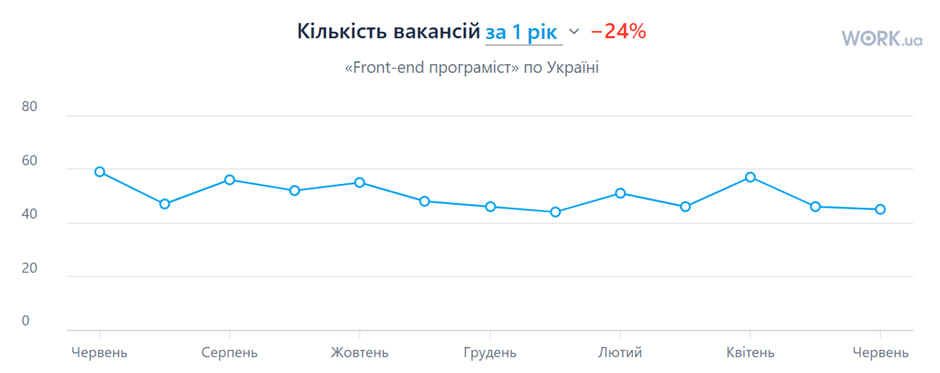 Кількість вакансій за 1 рік −24%
WORK.ua
«Front-end програміст» по Україні
80
60
40
20
0
Червень Серпень Жовтень Грудень Лютий Квітень Червень